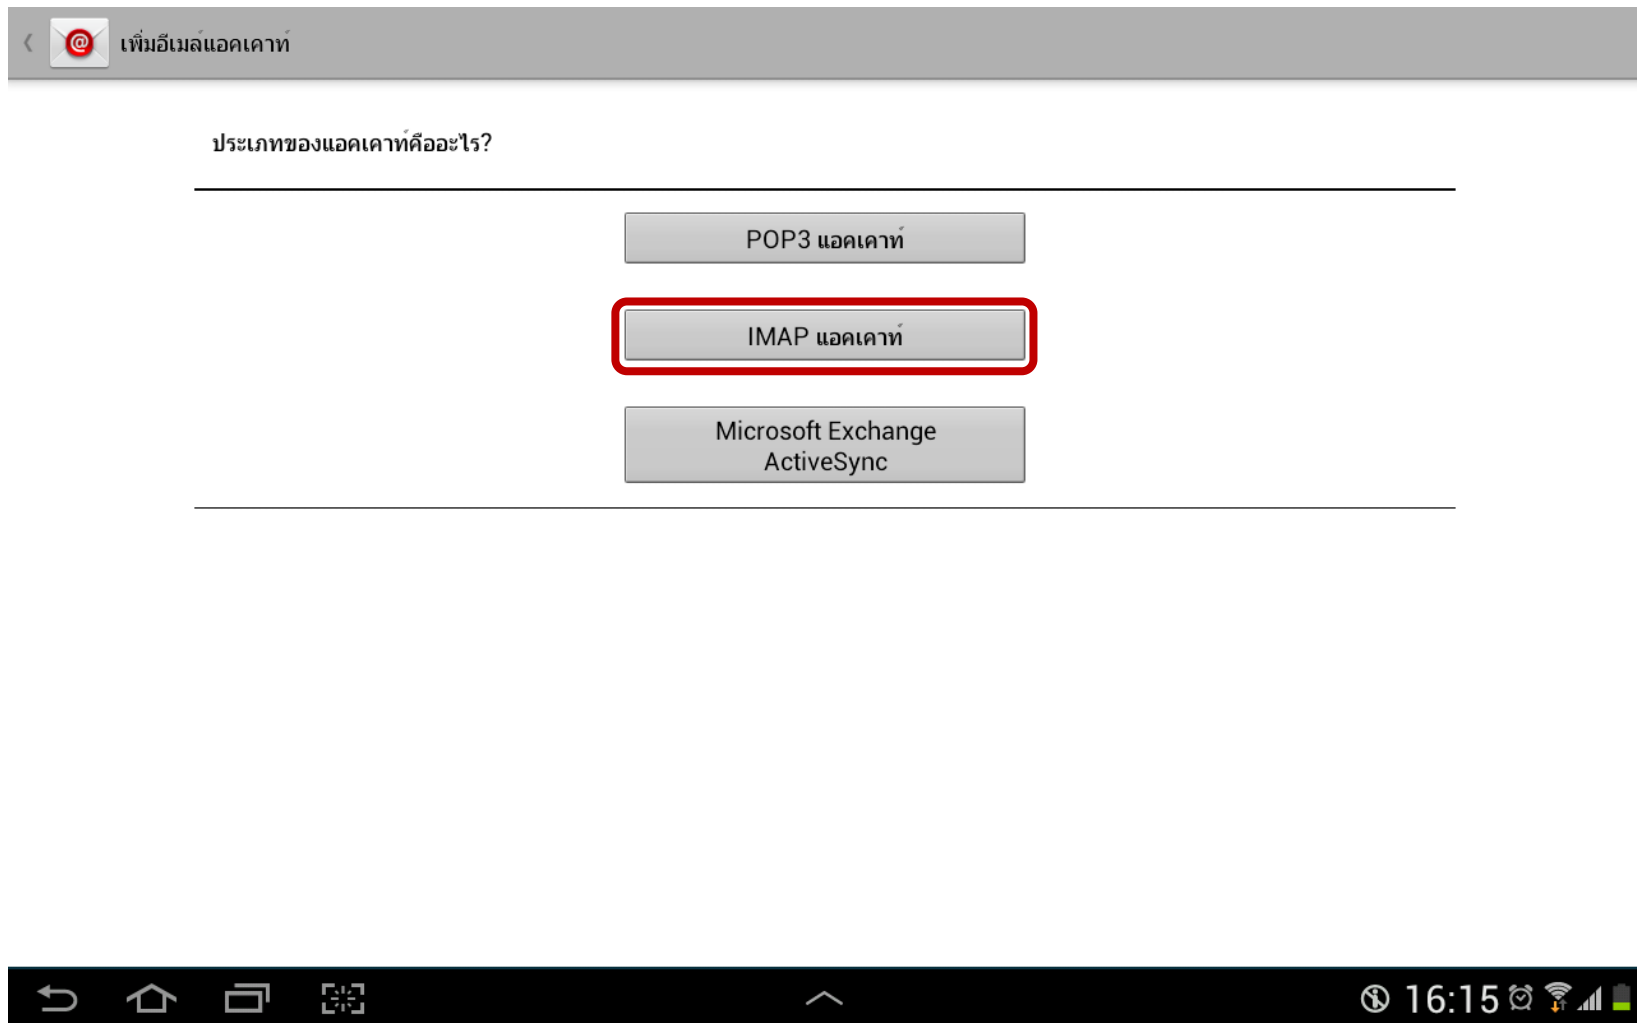 เพิ่มอีเมล์แอคเคาท์
ประเภทของแอคเคาท์คืออะไร?
POP3 แอคเคาท์
IMAP แอคเคาท์
Microsoft Exchange
ActiveSync
16:15